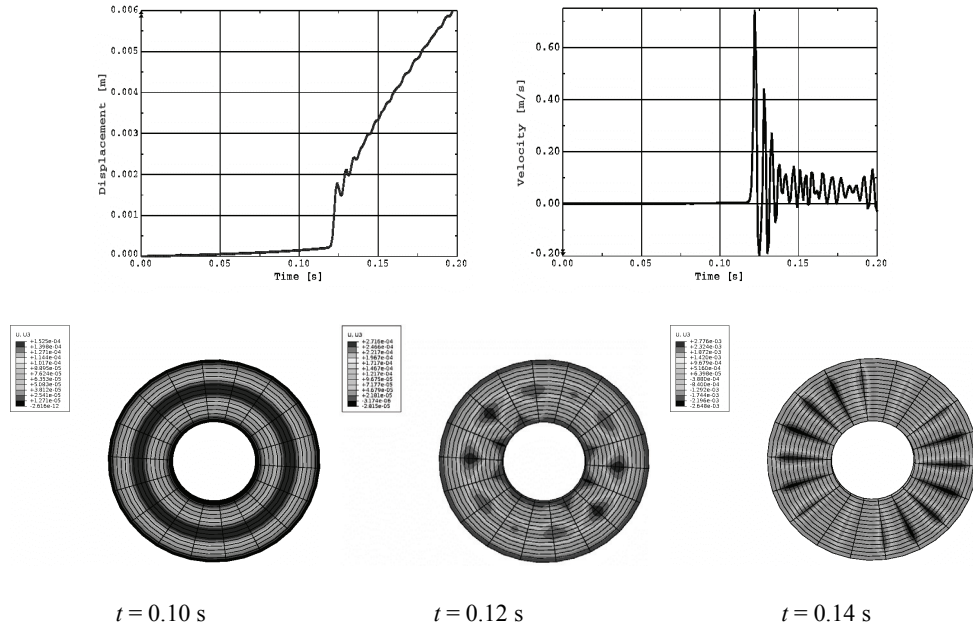 0.006
0.005
0.004
0.003
0.002
0.001
0.000
Displacement [m]
0.00
0.05
0.10
0.15
0.20
Time [s]
0.60
0.40
0.20
0.00
-0.20
Velocity [m/s]
0.00
0.05
0.10
0.15
0.20
Time [s]
U, U3
+1.525e-04
+1.398e-04
+1.271e-04
+1.144e-04
+1.017e-04
+8.895e-05
+7.624e-05
+6.353e-05
+5.083e-05
+3.812e-05
+2.541e-05
+1.271e-05
U, U3
+2.716e-04
+2.466e-04
+2.217e-04
+1.967e-04
+1.717e-04
+1.467e-04
+1.217e-04
+9.675e-05
+7.177e-05
+4.679e-05
+2.181e-05
-3.174e-06
-2.815e-05
U, U3
+2.776e-03
+2.324e-03
+1.872e-03
+1.420e-03
+9.679e-04
+5.160e-04
+6.398e-05
-3.880e-04
-8.400e-04
-1.292e-03
-1.744e-03
-2.196e-03
-2.648e-03
t = 0.10 s
t = 0.12 s
t = 0.14 s